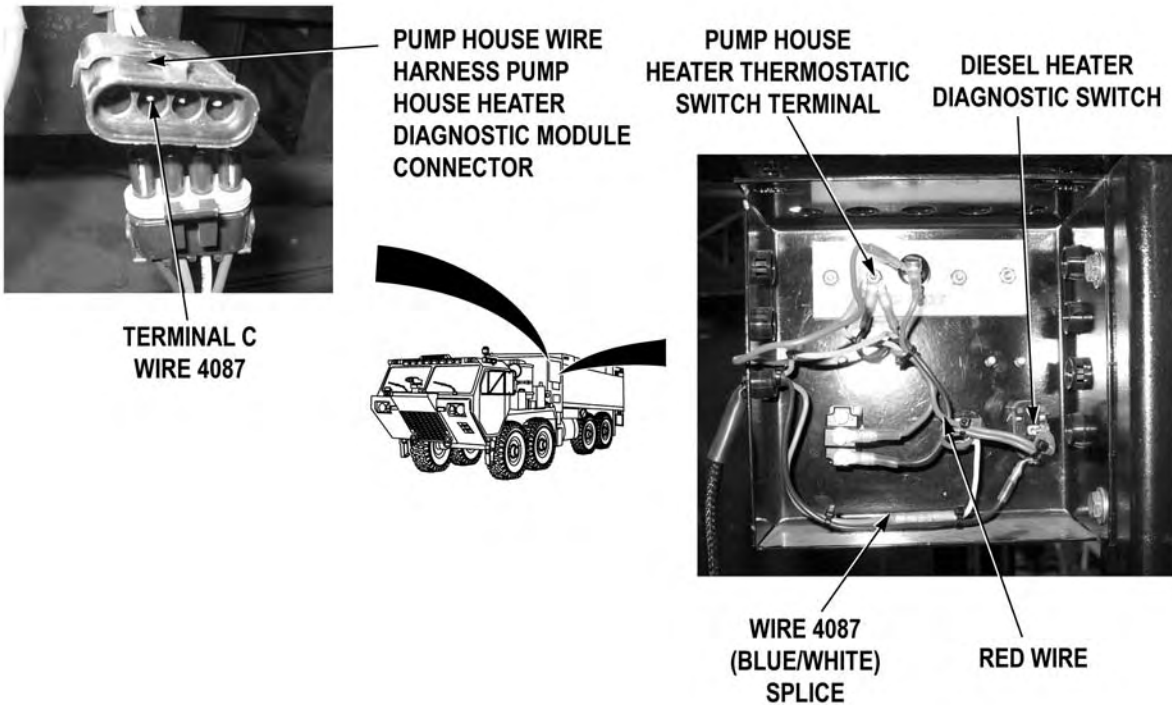 PUMP HOUSE WIRE
HARNESS PUMP
HOUSE HEATER
DIAGNOSTIC MODULE
CONNECTOR
PUMP HOUSE
HEATER THERMOSTATIC
SWITCH TERMINAL
DIESEL HEATER
DIAGNOSTIC SWITCH
TERMINAL C
WIRE 4087
WIRE 4087
(BLUE/WHITE)
SPLICE
RED WIRE